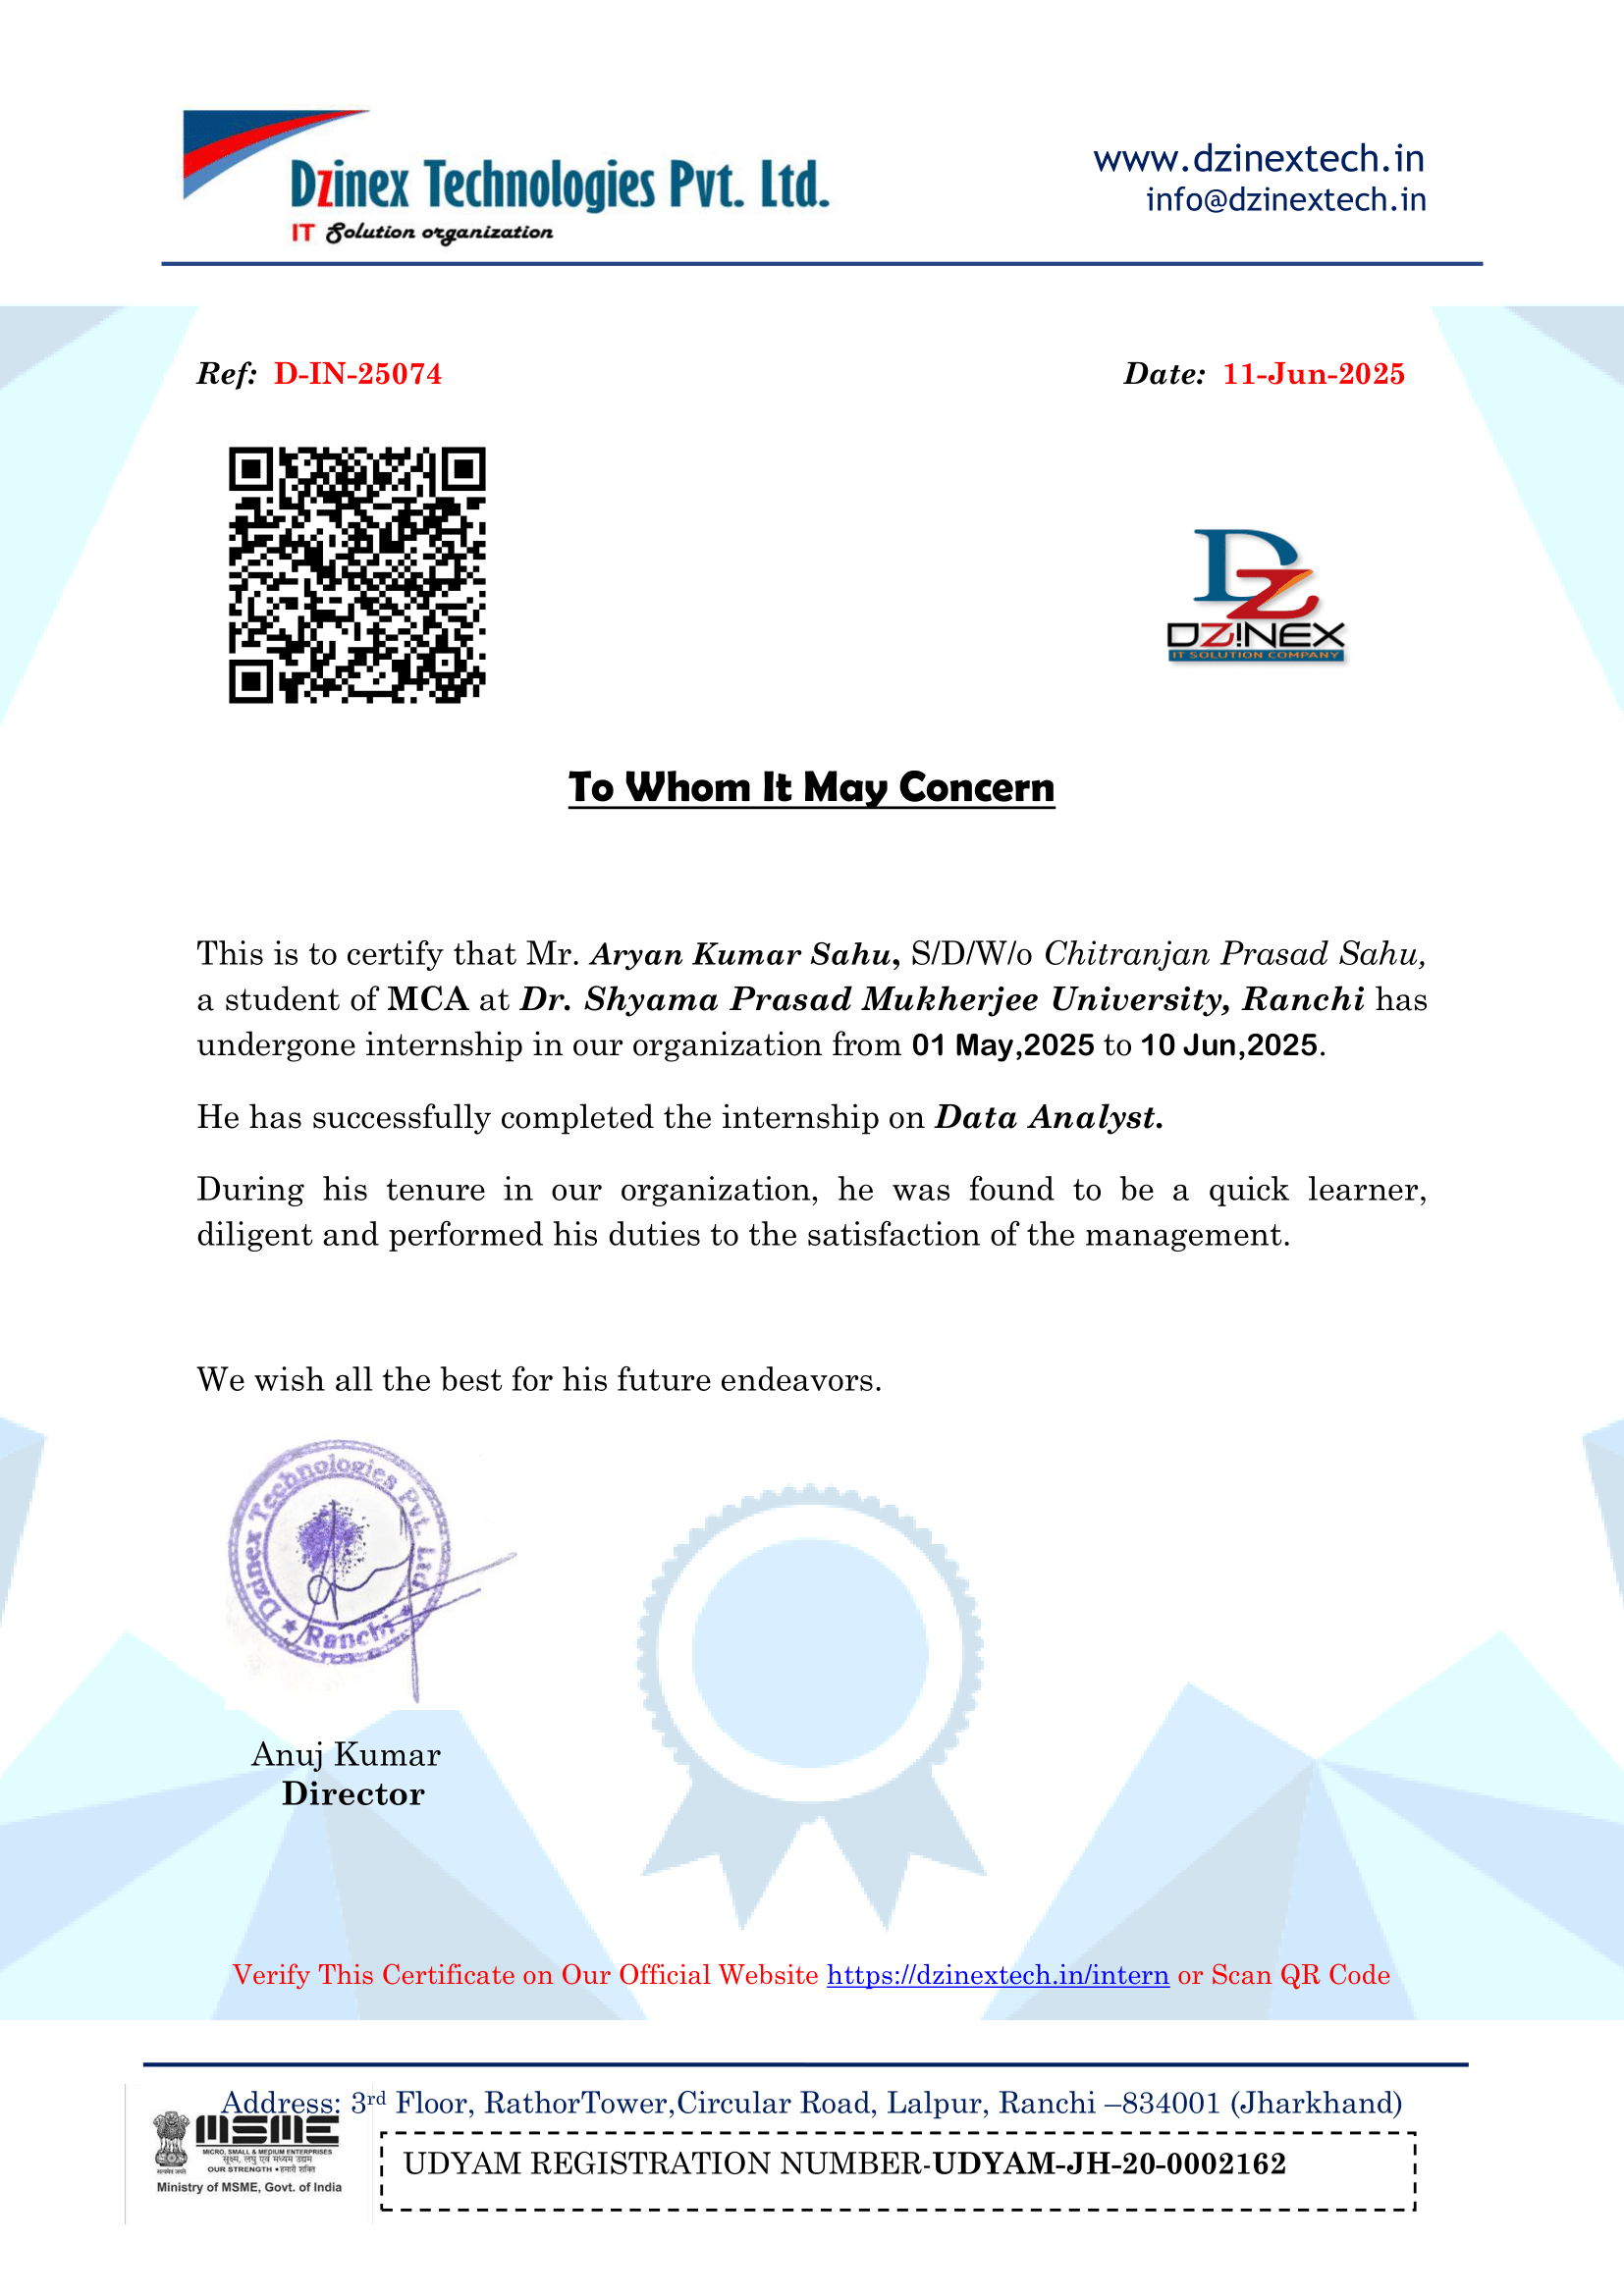 Dzinex Technologies Pvt. Ltd.
IT Solution organization
www.dzinextech.in
info@dzinextech.in
Ref: D-IN-25074
Date: 11-Jun-2025
DZ
DZ!NEX
IT SOLUTION COMPANY
To Whom It May Concern
This is to certify that Mr. Aryan Kumar Sahu, S/D/W/o Chitranjan Prasad Sahu,
a student of MCA at Dr. Shyama Prasad Mukherjee University, Ranchi has
undergone internship in our organization from 01 May,2025 to 10 Jun,2025.
He has successfully completed the internship on Data Analyst.
During his tenure in our organization, he was found to be a quick learner,
diligent and performed his duties to the satisfaction of the management.
We wish all the best for his future endeavors.
Dzinex Technologies Pvt. Ltd.
★ Ranchi ★
Anuj Kumar
Director
Verify This Certificate on Our Official Website https://dzinextech.in/intern or Scan QR Code
Address: 3rd Floor, RathorTower,Circular Road, Lalpur, Ranchi –834001 (Jharkhand)
MSME
MICRO, SMALL & MEDIUM ENTERPRISES
सूक्ष्म, लघु एवं मध्यम उद्यम
OUR STRENGTH • हमारी शक्ति
सत्यमेव जयते
Ministry of MSME, Govt. of India
UDYAM REGISTRATION NUMBER-UDYAM-JH-20-0002162